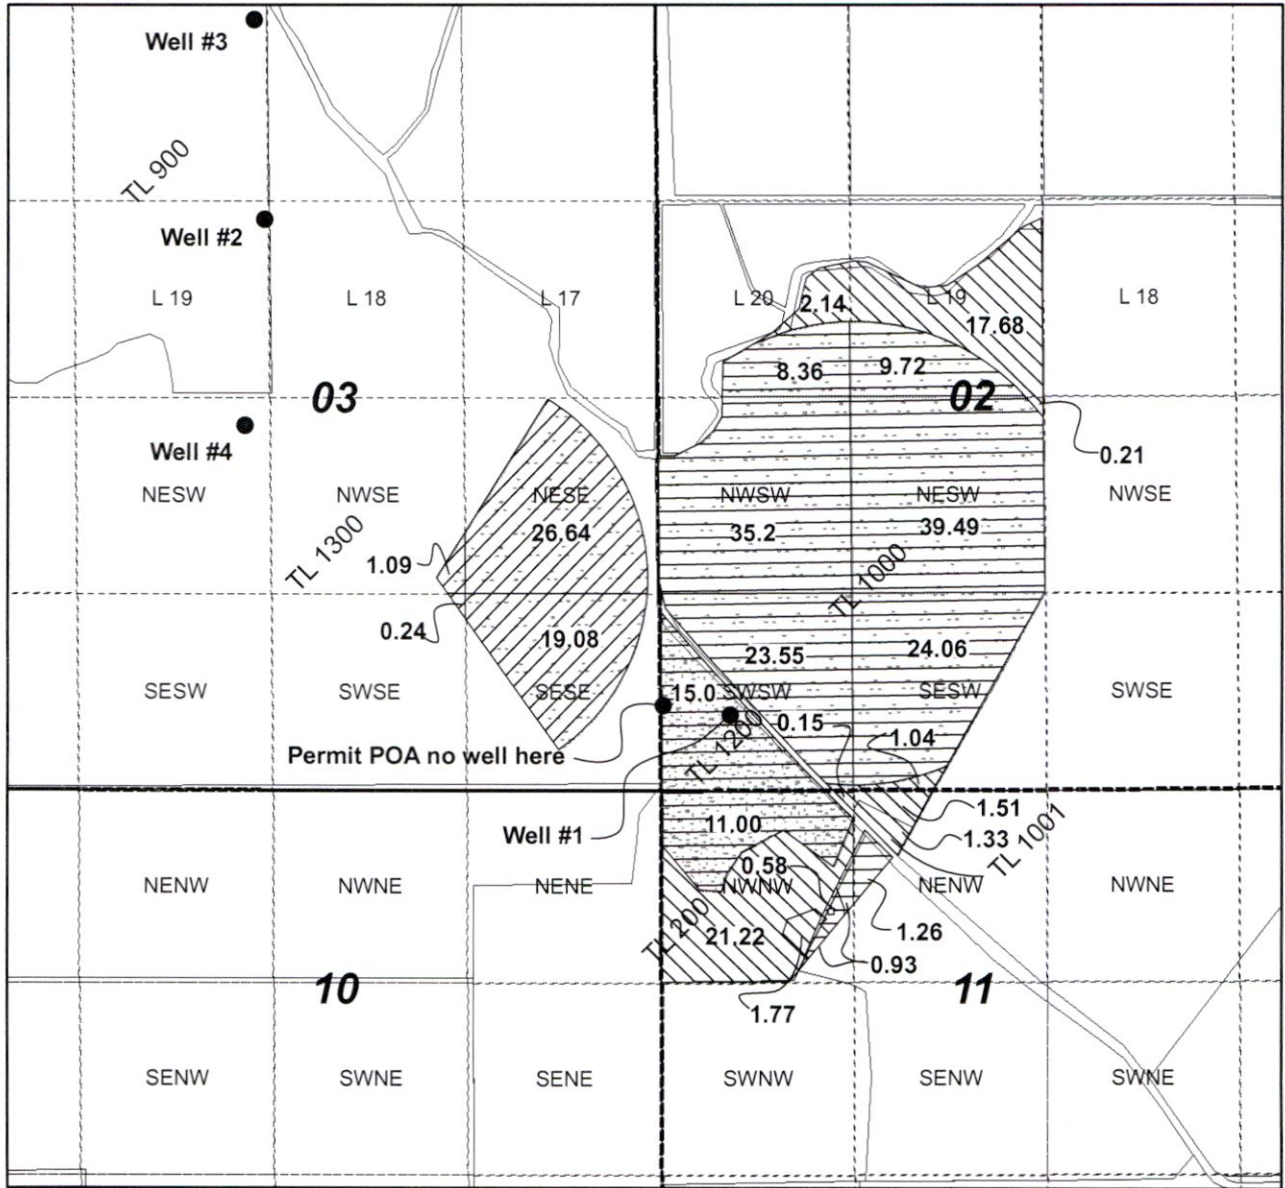 Well #3
TL 900
Well #2
L 19
L 18
L 17
L 20
2.14
L 19
17.68
L 18
8.36
9.72
03
02
Well #4
0.21
NESW
NWSE
NESE
NWSW
NESW
NWSE
26.64
35.2
39.49
TL 1300
1.09
TL 1000
0.24
19.08
23.55
24.06
SESW
SWSE
SESE
15.0
SWSW
SESW
SWSE
0.15
1.04
TL 1200
Permit POA no well here
Well #1
11.00
1.51
1.33
TL 1001
0.58
NENW
NWNE
NENE
NWNW
NENW
NWNE
TL 200
21.22
1.26
0.93
10
11
1.77
SENW
SWNE
SENE
SWNW
SENW
SWNE